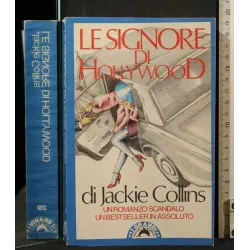 LE SIGNORE DI HOLLYWOOD
Jackie Collins
LE SIGNORE
DI
HOLLYWOOD
di Jackie Collins
UN ROMANZO SCANDALO
UN BESTSELLER IN ASSOLUTO